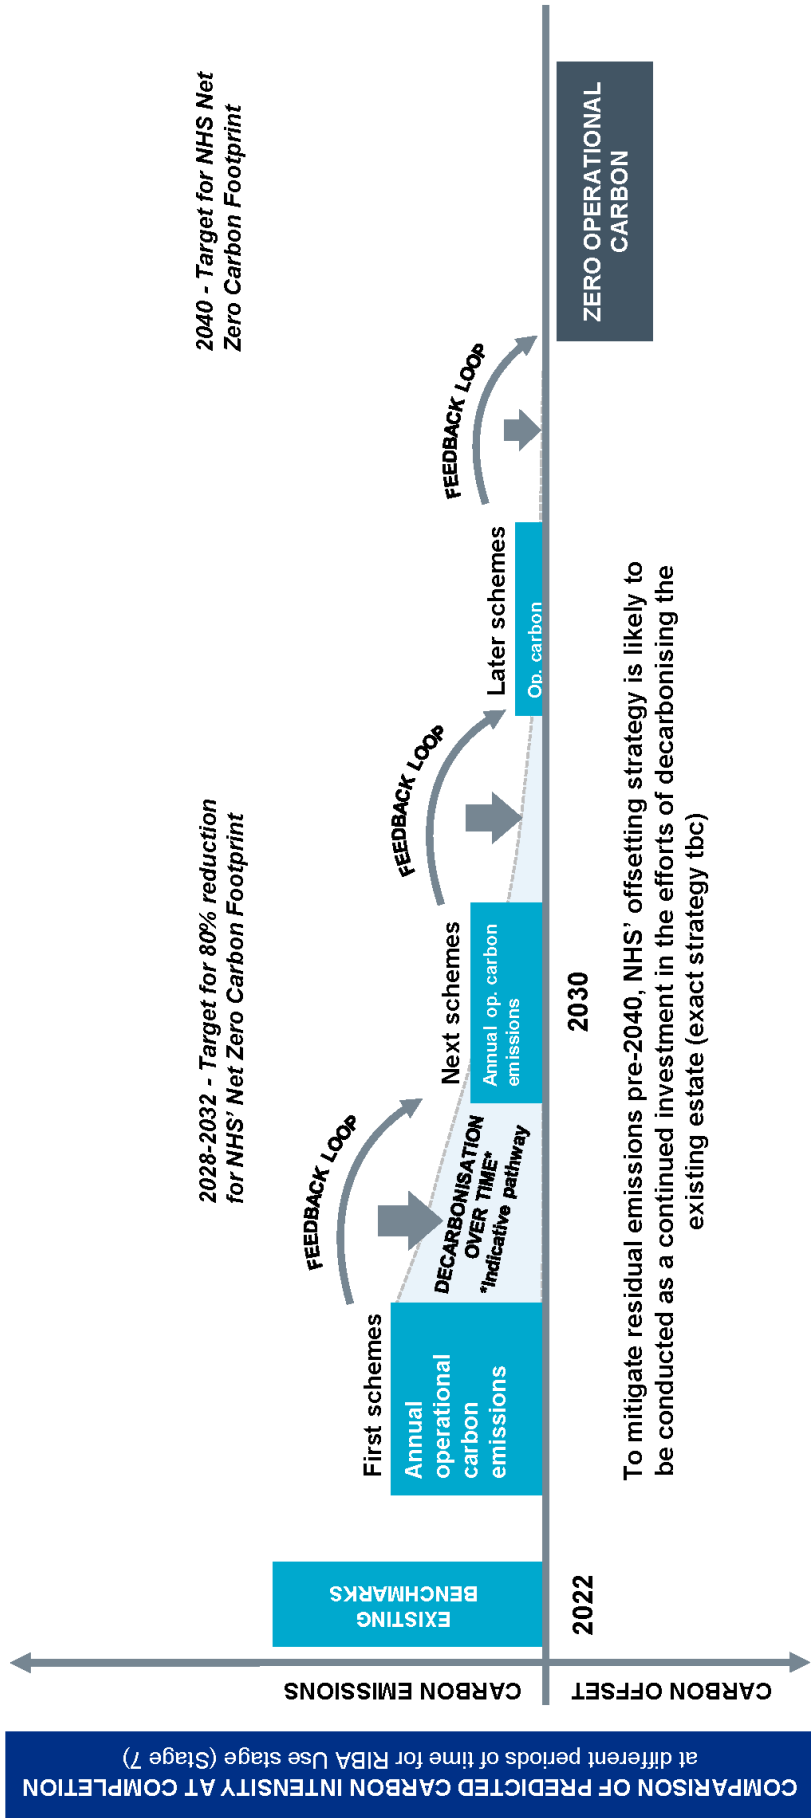 COMPARISON OF PREDICTED CARBON INTENSITY AT COMPLETION
at different periods of time for RIBA Use stage (Stage 7)
CARBON EMISSIONS
CARBON OFFSET
EXISTING
BENCHMARKS
2022
First schemes
Annual
operational
carbon
emissions
FEEDBACK LOOP
DECARBONISATION
OVER TIME*
*Indicative pathway
2028-2032 - Target for 80% reduction
for NHS' Net Zero Carbon Footprint
Next schemes
Annual op. carbon
emissions
2030
FEEDBACK LOOP
Later schemes
Op. carbon
FEEDBACK LOOP
2040 - Target for NHS Net
Zero Carbon Footprint
ZERO OPERATIONAL
CARBON
To mitigate residual emissions pre-2040, NHS' offsetting strategy is likely to
be conducted as a continued investment in the efforts of decarbonising the
existing estate (exact strategy tbc)